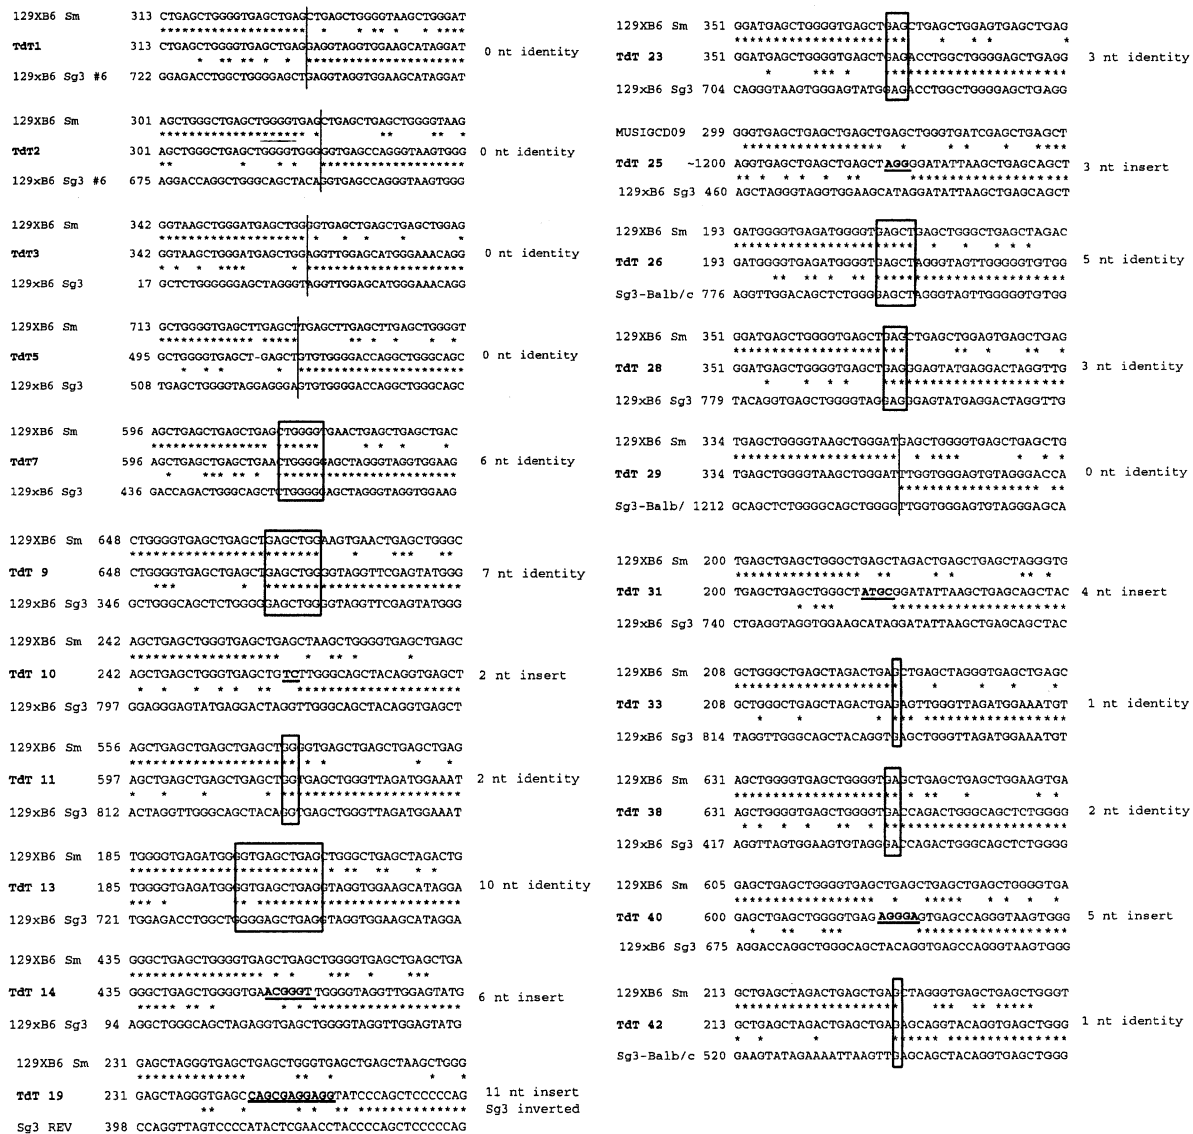 129XB6 Sm 313 CTGAGCTGGGGTGAGCTGAGCTGAGCTGGGGTAAGCTGGGAT
TdT1 313 CTGAGCTGGGGTGAGCTGAGGAGGTAGGTGGAAGCATAGGAT 0 nt identity
129xB6 Sg3 #6 722 GGAGACCTGGCTGGGGAGCTGAGGTAGGTGGAAGCATAGGAT
129XB6 Sm 301 AGCTGGGCTGAGCTGGGGTGAGCTGAGCTGAGCTGGGGTAAG
TdT2 301 AGCTGGGCTGAGCTGGGGTGGGGGTGAGCCAGGGTAAGTGGG 0 nt identity
129xB6 Sg3 #6 675 AGGACCAGGCTGGGCAGCTACAGGTGAGCCAGGGTAAGTGGG
129XB6 Sm 342 GGTAAGCTGGGATGAGCTGGGGTGAGCTGAGCTGAGCTGGAG
TdT3 342 GGTAAGCTGGGATGAGCTGGAGGTTGGAGCATGGGAAACAGG 0 nt identity
129xB6 Sg3 17 GCTCTGGGGGGAGCTAGGGTAGGTTGGAGCATGGGAAACAGG
129XB6 Sm 713 GCTGGGGTGAGCTTGAGCTTGAGCTTGAGCTTGAGCTGGGGT
TdT5 495 GCTGGGGTGAGCT-GAGCTGTGTGGGGACCAGGCTGGGCAGC 0 nt identity
129xB6 Sg3 508 TGAGCTGGGGTAGGAGGGAGTGTGGGGACCAGGCTGGGCAGC
129XB6 Sm 596 AGCTGAGCTGAGCTGAGCTGGGGTGAACTGAGCTGAGCTGAC
TdT7 596 AGCTGAGCTGAGCTGAACTGGGGGAGCTAGGGTAGGTGGAAG 6 nt identity
129xB6 Sg3 436 GACCAGACTGGGCAGCTCTGGGGGAGCTAGGGTAGGTGGAAG
129XB6 Sm 648 CTGGGGTGAGCTGAGCTGAGCTGGAAGTGAACTGAGCTGGGC
TdT 9 648 CTGGGGTGAGCTGAGCTGAGCTGGGGTAGGTTCGAGTATGGG 7 nt identity
129xB6 Sg3 346 GCTGGGCAGCTCTGGGGGAGCTGGGGTAGGTTCGAGTATGGG
129XB6 Sm 242 AGCTGAGCTGGGTGAGCTGAGCTAAGCTGGGGTGAGCTGAGC
TdT 10 242 AGCTGAGCTGGGTGAGCTGTCTTGGGCAGCTACAGGTGAGCT 2 nt insert
129xB6 Sg3 797 GGAGGGAGTATGAGGACTAGGTTGGGCAGCTACAGGTGAGCT
129XB6 Sm 556 AGCTGAGCTGAGCTGAGCTGGGGTGAGCTGAGCTGAGCTGAG
TdT 11 597 AGCTGAGCTGAGCTGAGCTGGTGAGCTGGGTTAGATGGAAAT 2 nt identity
129xB6 Sg3 812 ACTAGGTTGGGCAGCTACAGGTGAGCTGGGTTAGATGGAAAT
129XB6 Sm 185 TGGGGTGAGATGGGGTGAGCTGAGCTGGGCTGAGCTAGACTG
TdT 13 185 TGGGGTGAGATGGGGTGAGCTGAGGTAGGTGGAAGCATAGGA 10 nt identity
129xB6 Sg3 721 TGGAGACCTGGCTGGGGAGCTGAGGTAGGTGGAAGCATAGGA
129XB6 Sm 435 GGGCTGAGCTGGGGTGAGCTGAGCTGGGGTGAGCTGAGCTGA
TdT 14 435 GGGCTGAGCTGGGGTGAACGGGTTGGGGTAGGTTGGAGTATG 6 nt insert
129xB6 Sg3 94 AGGCTGGGCAGCTAGAGGTGAGCTGGGGTAGGTTGGAGTATG
129XB6 Sm 231 GAGCTAGGGTGAGCTGAGCTGGGTGAGCTGAGCTAAGCTGGG
TdT 19 231 GAGCTAGGGTGAGCCAGCGAGGAGGTATCCCAGCTCCCCCAG 11 nt insert
Sg3 inverted
Sg3 REV 398 CCAGGTTAGTCCCCATACTCGAACCTACCCCAGCTCCCCCAG
129XB6 Sm 351 GGATGAGCTGGGGTGAGCTGAGCTGAGCTGGAGTGAGCTGAG
TdT 23 351 GGATGAGCTGGGGTGAGCTGAGACCTGGCTGGGGAGCTGAGG 3 nt identity
129xB6 Sg3 704 CAGGGTAAGTGGGAGTATGGGAGACCTGGCTGGGGAGCTGAGG
MUSIGCD09 299 GGGTGAGCTGAGCTGAGCTGAGCTGGGTGATCGAGCTGAGCT
TdT 25 ~1200 AGGTGAGCTGAGCTGAGCTAGGGGATATTAAGCTGAGCAGCT 3 nt insert
129xB6 Sg3 460 AGCTAGGGTAGGTGGAAGCATAGGATATTAAGCTGAGCAGCT
129XB6 Sm 193 GATGGGGTGAGATGGGGTGAGCTGAGCTGGGCTGAGCTAGAC
TdT 26 193 GATGGGGTGAGATGGGGTGAGCTAGGGTAGTTGGGGGTGTGG 5 nt identity
Sg3-Balb/c 776 AGGTTGGACAGCTCTGGGGAGCTAGGGTAGTTGGGGGTGTGG
129XB6 Sm 351 GGATGAGCTGGGGTGAGCTGAGCTGAGCTGGAGTGAGCTGAG
TdT 28 351 GGATGAGCTGGGGTGAGCTGAGGGAGTATGAGGACTAGGTTG 3 nt identity
129xB6 Sg3 779 TACAGGTGAGCTGGGGTAGGAGGGAGTATGAGGACTAGGTTG
129XB6 Sm 334 TGAGCTGGGGTAAGCTGGGATGAGCTGGGGTGAGCTGAGCTG
TdT 29 334 TGAGCTGGGGTAAGCTGGGATTTGGTGGGAGTGTAGGGACCA 0 nt identity
Sg3-Balb/ 1212 GCAGCTCTGGGGCAGCTGGGGTTGGTGGGAGTGTAGGGAGCA
129XB6 Sm 200 TGAGCTGAGCTGGGCTGAGCTAGACTGAGCTGAGCTAGGGTG
TdT 31 200 TGAGCTGAGCTGGGCTATGCGGATATTAAGCTGAGCAGCTAC 4 nt insert
129xB6 Sg3 740 CTGAGGTAGGTGGAAGCATAGGATATTAAGCTGAGCAGCTAC
129XB6 Sm 208 GCTGGGCTGAGCTAGACTGAGCTGAGCTAGGGTGAGCTGAGC
TdT 33 208 GCTGGGCTGAGCTAGACTGAGAGTTGGGTTAGATGGAAATGT 1 nt identity
129xB6 Sg3 814 TAGGTTGGGCAGCTACAGGTGAGCTGGGTTAGATGGAAATGT
129XB6 Sm 631 AGCTGGGGTGAGCTGGGGTGAGCTGAGCTGAGCTGGAAGTGA
TdT 38 631 AGCTGGGGTGAGCTGGGGTGACCAGACTGGGCAGCTCTGGGG 2 nt identity
129xB6 Sg3 417 AGGTTAGTGGAAGTGTAGGGACCAGACTGGGCAGCTCTGGGG
129XB6 Sm 605 GAGCTGAGCTGGGGTGAGCTGAGCTGAGCTGAGCTGGGGTGA
TdT 40 600 GAGCTGAGCTGGGGTGAG AGGGAGTGAGCCAGGGTAAGTGGG 5 nt insert
129xB6 Sg3 675 AGGACCAGGCTGGGCAGCTACAGGTGAGCCAGGGTAAGTGGG
129XB6 Sm 213 GCTGAGCTAGACTGAGCTGAGCTAGGGTGAGCTGAGCTGGGT
TdT 42 213 GCTGAGCTAGACTGAGCTGAGAGCAGGTACAGGTGAGCTGGG 1 nt identity
Sg3-Balb/c 520 GAAGTATAGAAAATTAAGTTGAGCAGCTACAGGTGAGCTGGG